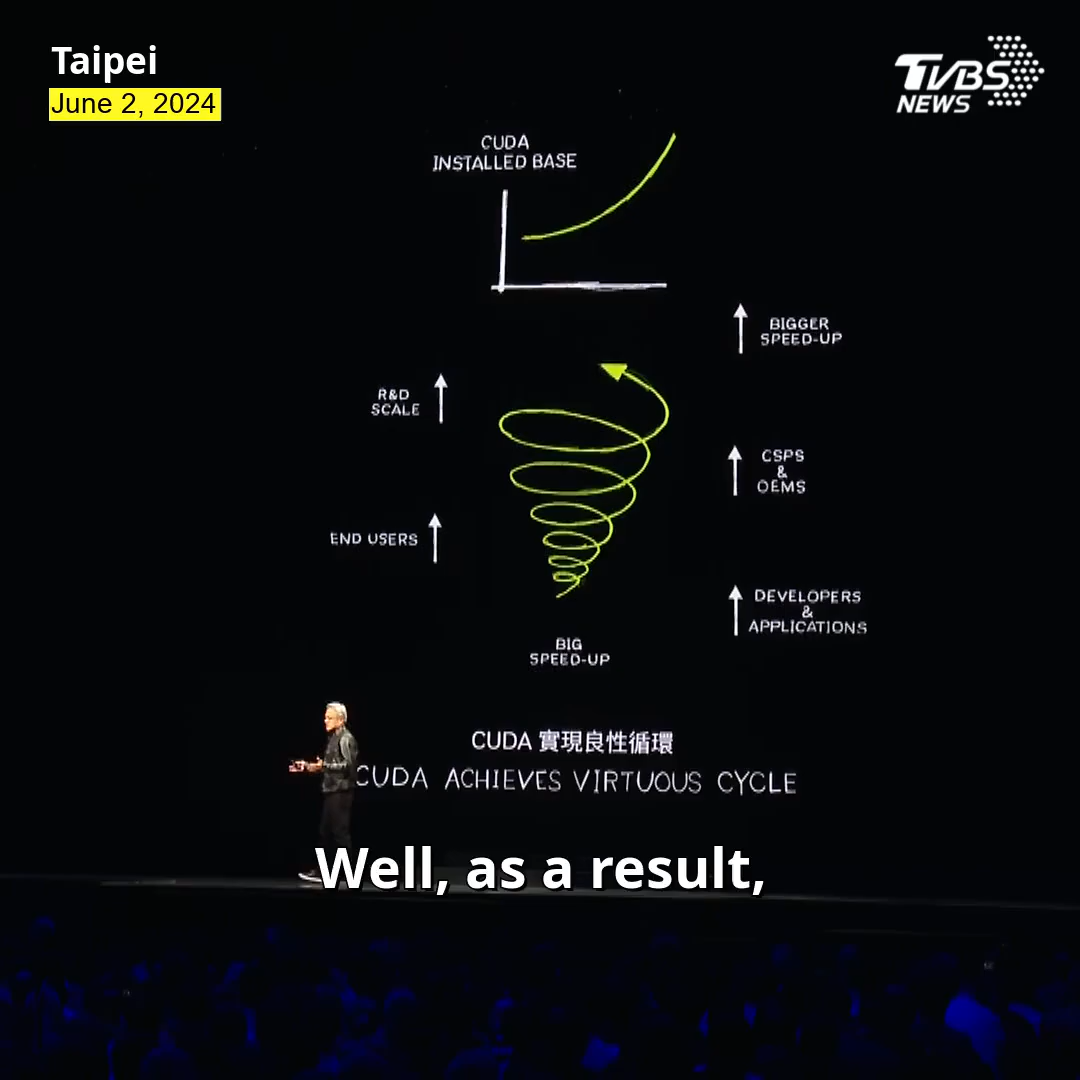 Taipei
June 2, 2024
TVBS
NEWS
CUDA
INSTALLED BASE
BIGGER
SPEED-UP
R&D
SCALE
CSPS
&
OEMS
END USERS
DEVELOPERS
&
APPLICATIONS
BIG
SPEED-UP
CUDA 實現良性循環
CUDA ACHIEVES VIRTUOUS CYCLE
Well, as a result,